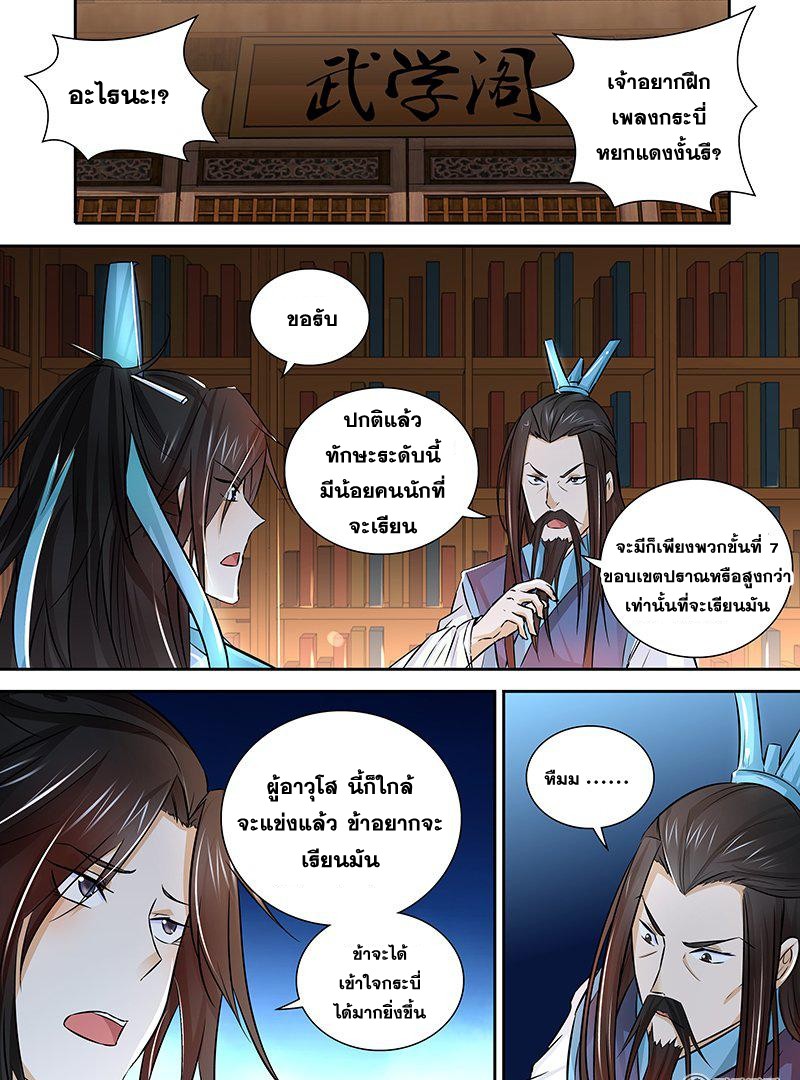 อะไรนะ!?
武学阁
เจ้าอยากฝึก
เพลงกระบี่
หยกแดงงั้นรึ?
ขอรับ
ปกติแล้ว
ทักษะระดับนี้
มีน้อยคนนักที่
จะเรียน
จะมีก็เพียงพวกขั้นที่ 7
ขอบเขตปราณหรือสูงกว่า
เท่านั้นที่จะเรียนมัน
ผู้อาวุโส นี่ก็ใกล้
จะแข่งแล้ว ข้าอยากจะ
เรียนมัน
ข้าจะได้
เข้าใจกระบี่
ได้มากยิ่งขึ้น
หืมม ......